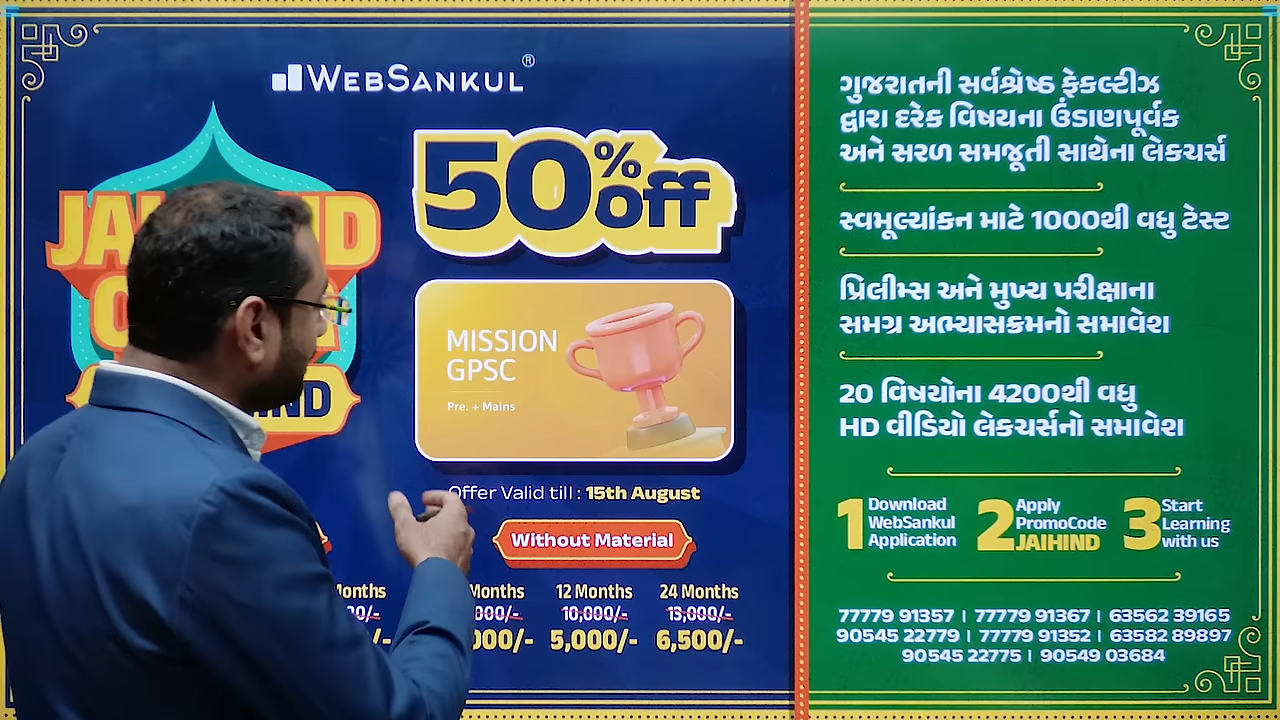 WEBSANKUL®
50% off
MISSION
GPSC
Pre. + Mains
Offer Valid till : 15th August
Without Material
Months 12 Months 24 Months
10,000/- 13,000/-
5,000/- 6,500/-
ગુજરાતની સર્વશ્રેષ્ઠ ફેકલ્ટીઝ
દ્વારા દરેક વિષયના ઉંડાણપૂર્વક
અને સરળ સમજૂતી સાથેના લેકચર્સ
સ્વમૂલ્યાંકન માટે 1000થી વધુ ટેસ્ટ
પ્રિલીમ્સ અને મુખ્ય પરીક્ષાના
સમગ્ર અભ્યાસક્રમનો સમાવેશ
20 વિષયોના 4200થી વધુ
HD વીડિયો લેકચર્સનો સમાવેશ
1 Download
WebSankul
Application
2 Apply
PromoCode
JAIHIND
3 Start
Learning
with us
77779 91357 | 77779 91367 | 63562 39165
90545 22779 | 77779 91352 | 63582 89897
90545 22775 | 90549 03684